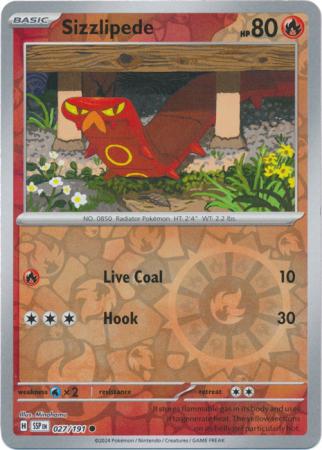 BASIC
Sizzlipede
HP 80
NO. 0850 Radiator Pokémon HT: 2'4" WT: 2.2 lbs.
Live Coal 10
Hook 30
weakness ×2 resistance retreat
Illus. Minahamu
It stores flammable gas in its body and uses it to generate heat. The yellow sections on its belly get particularly hot.
H SSP EN 027/191
©2024 Pokémon / Nintendo / Creatures / GAME FREAK